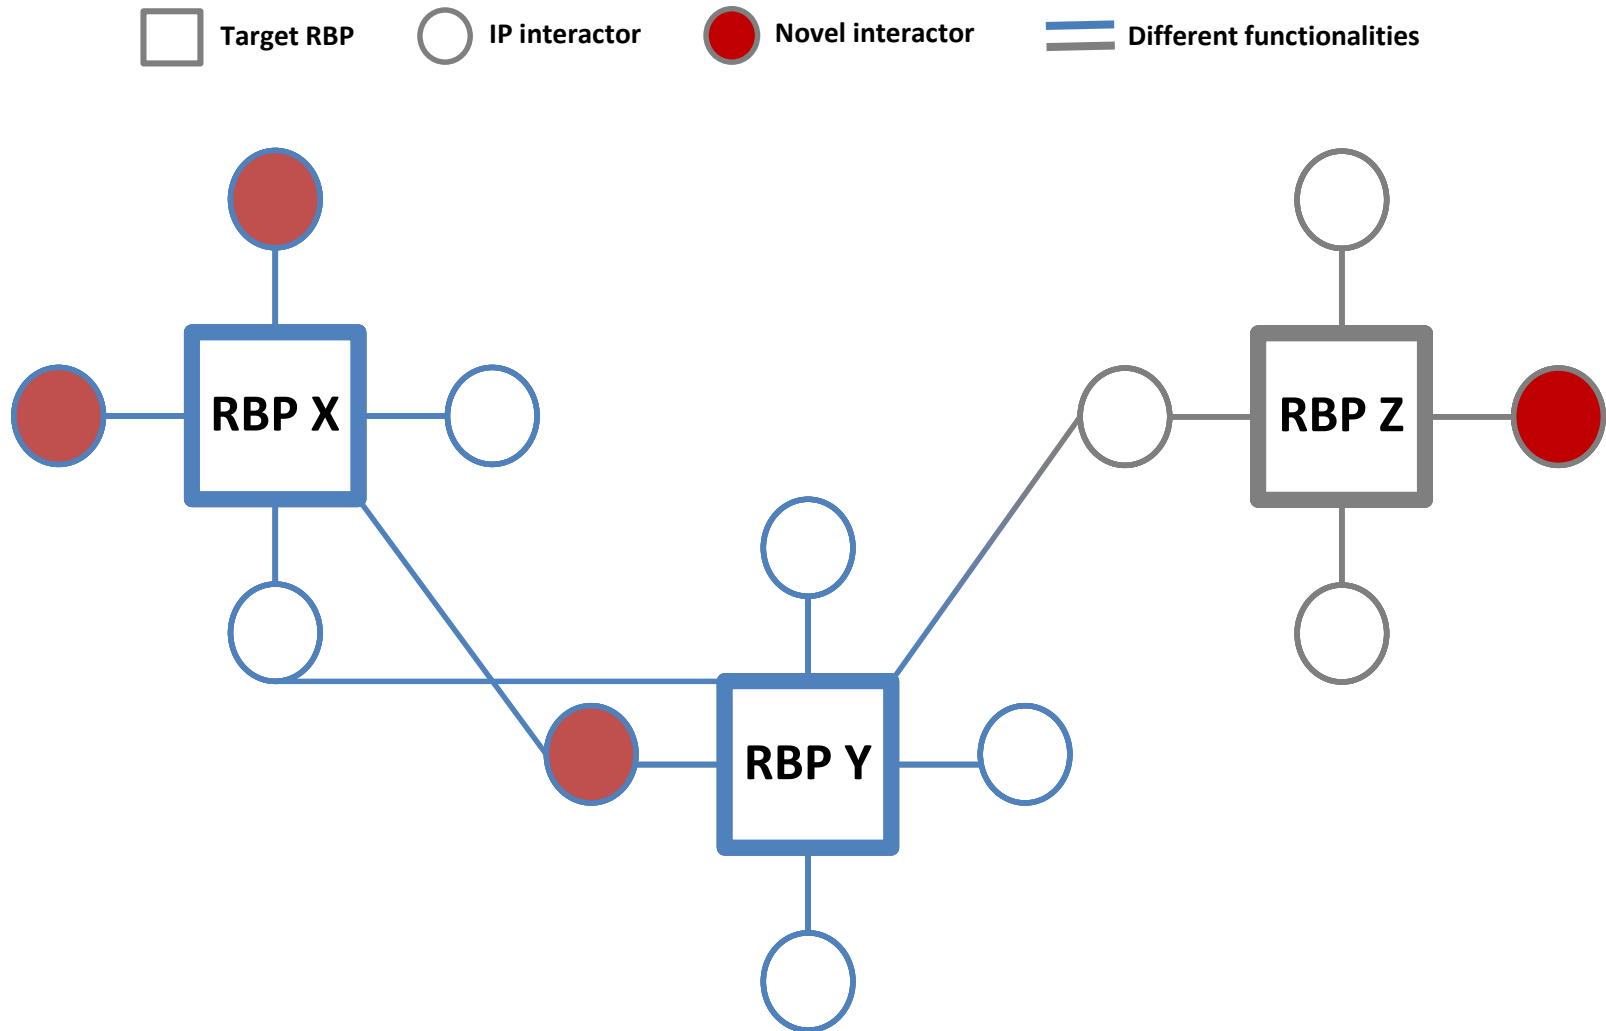 Target RBP
IP interactor
Novel interactor
Different functionalities
RBP X
RBP Z
RBP Y